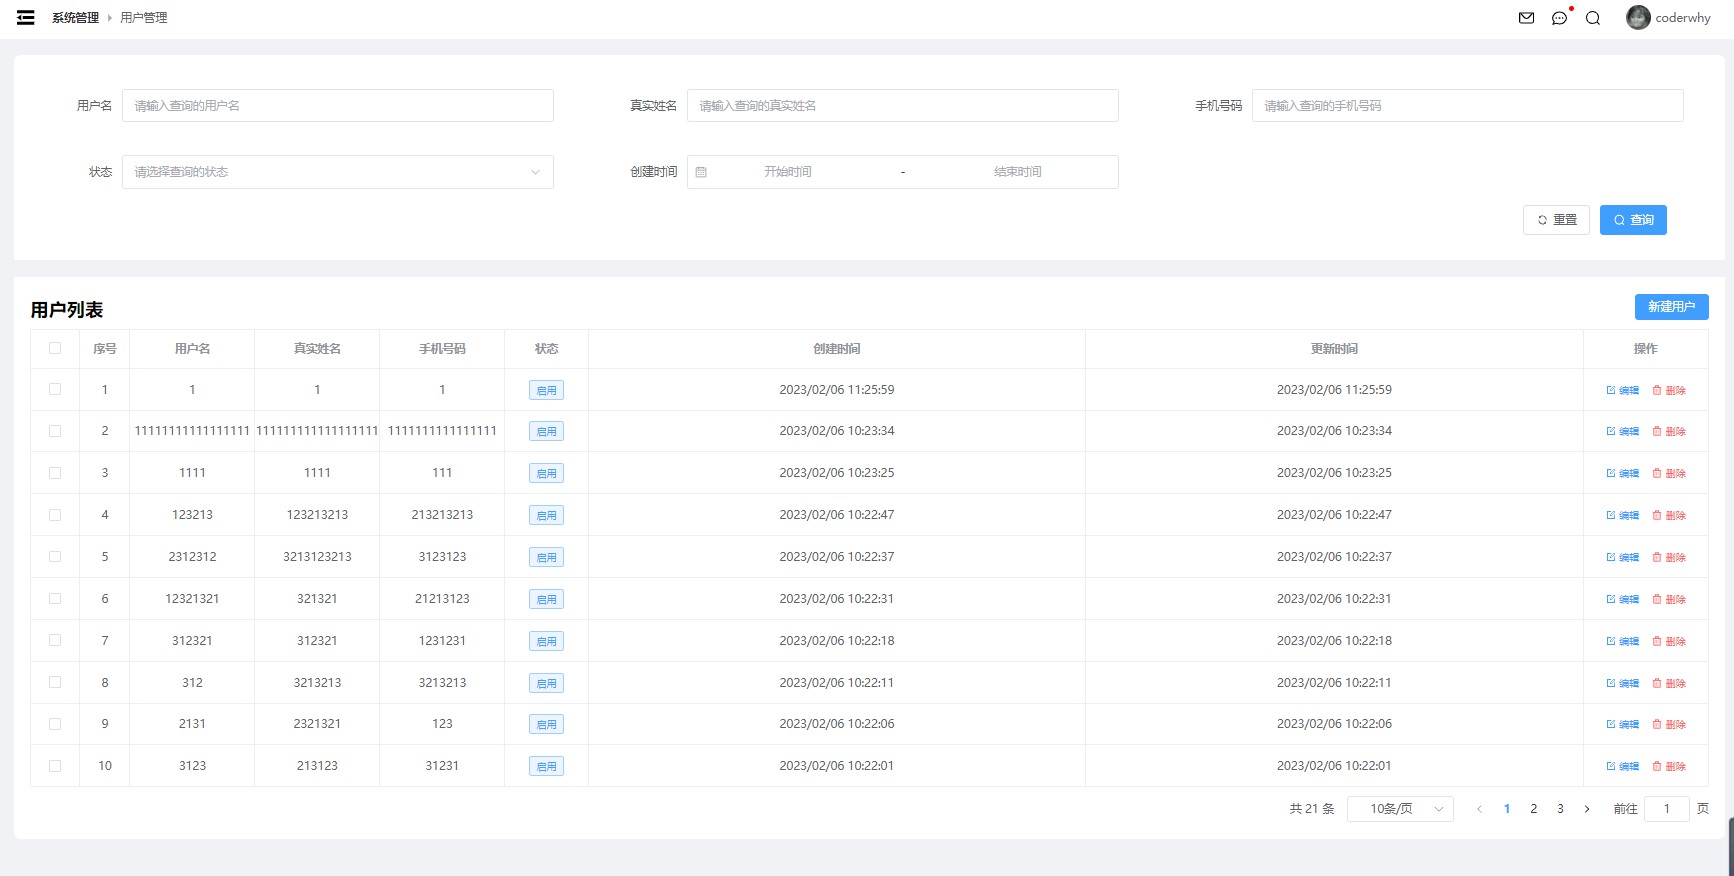 系统管理 用户管理 coderwhy
用户名 请输入查询的用户名 真实姓名 请输入查询的真实姓名 手机号码 请输入查询的手机号码
状态 请选择查询的状态 创建时间 开始时间 - 结束时间
重置 查询
用户列表 新建用户
序号 用户名 真实姓名 手机号码 状态 创建时间 更新时间 操作
1 1 1 1 启用 2023/02/06 11:25:59 2023/02/06 11:25:59 编辑 删除
2 启用 2023/02/06 10:23:34 2023/02/06 10:23:34 编辑 删除
3 1111 1111 111 启用 2023/02/06 10:23:25 2023/02/06 10:23:25 编辑 删除
4 123213 123213213 213213213 启用 2023/02/06 10:22:47 2023/02/06 10:22:47 编辑 删除
5 2312312 3213123213 3123123 启用 2023/02/06 10:22:37 2023/02/06 10:22:37 编辑 删除
6 12321321 321321 21213123 启用 2023/02/06 10:22:31 2023/02/06 10:22:31 编辑 删除
7 312321 312321 1231231 启用 2023/02/06 10:22:18 2023/02/06 10:22:18 编辑 删除
8 312 3213213 3213213 启用 2023/02/06 10:22:11 2023/02/06 10:22:11 编辑 删除
9 2131 2321321 123 启用 2023/02/06 10:22:06 2023/02/06 10:22:06 编辑 删除
10 3123 213123 31231 启用 2023/02/06 10:22:01 2023/02/06 10:22:01 编辑 删除
共 21 条 10条/页 1 2 3 前往 1 页